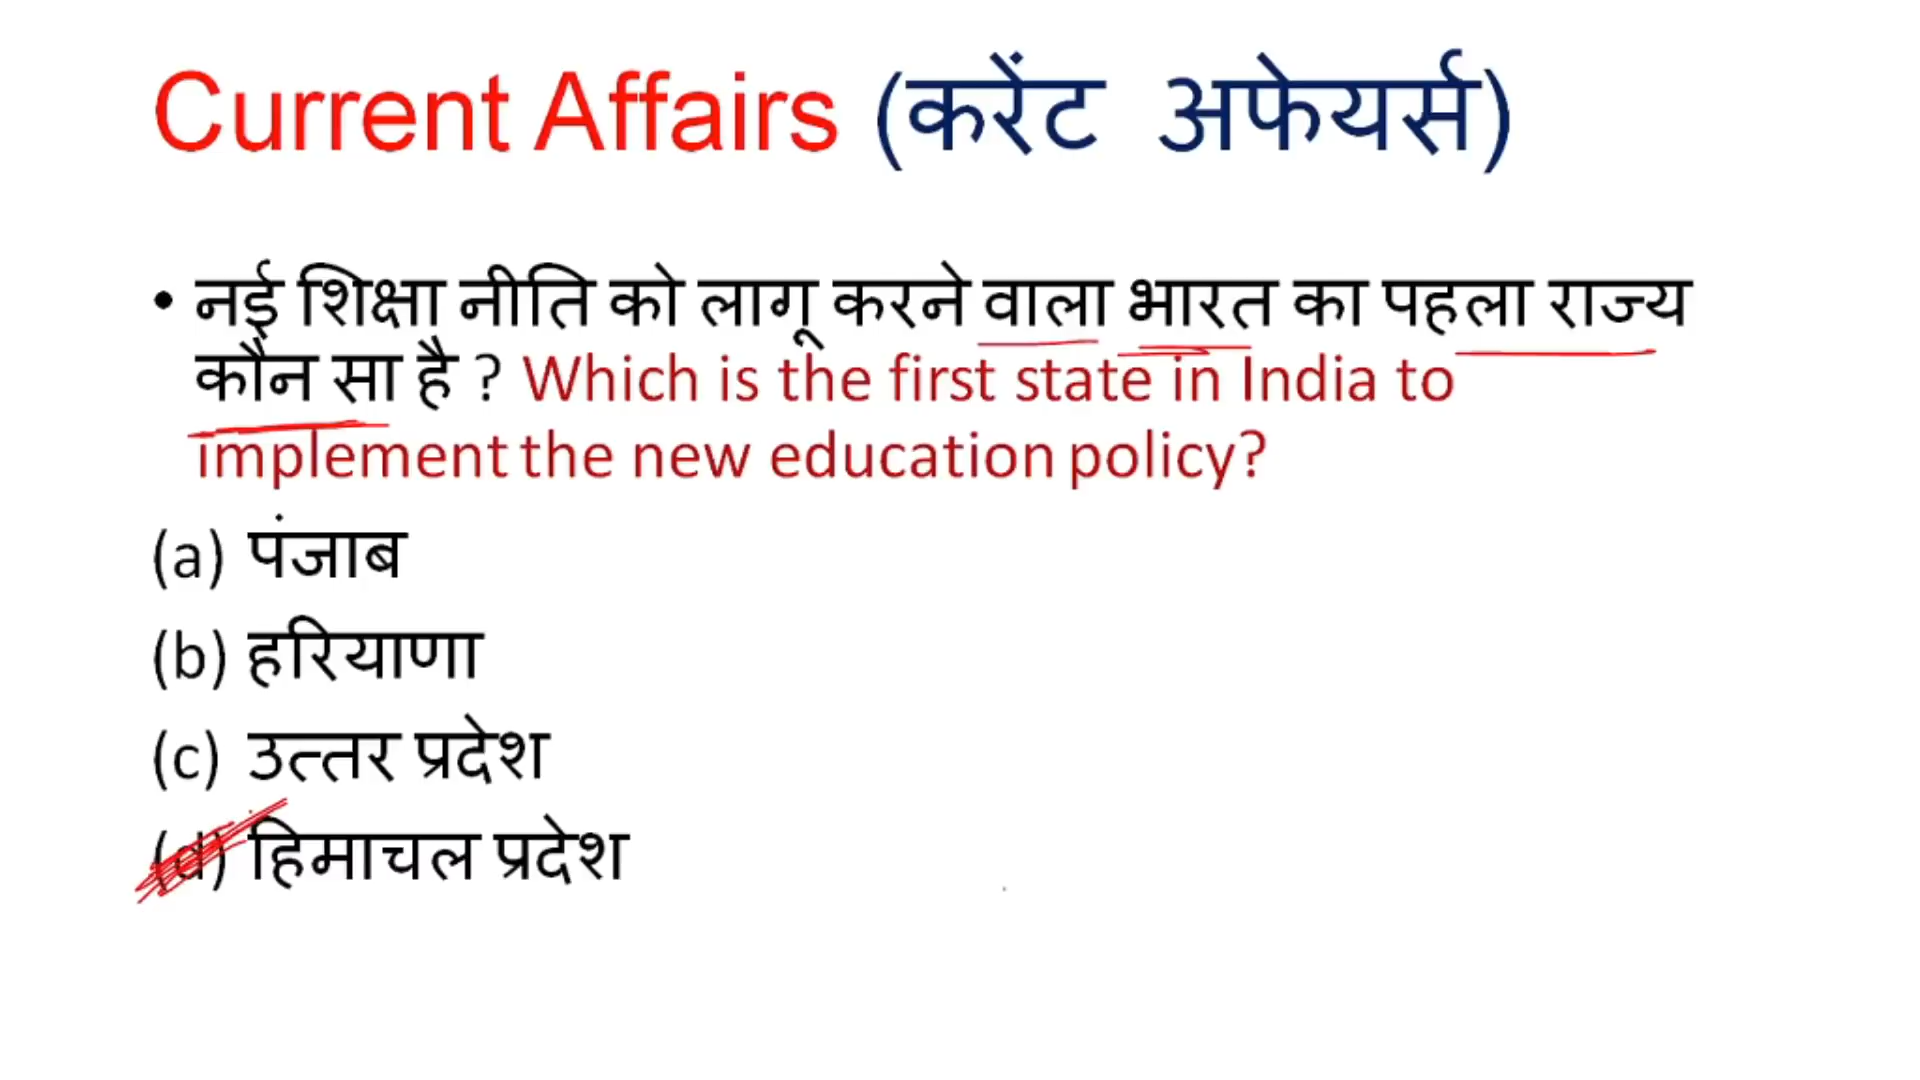 Current Affairs (करेंट अफेयर्स)
• नई शिक्षा नीति को लागू करने वाला भारत का पहला राज्य
कौन सा है ? Which is the first state in India to
implement the new education policy?
(a) पंजाब
(b) हरियाणा
(c) उत्तर प्रदेश
(d) हिमाचल प्रदेश